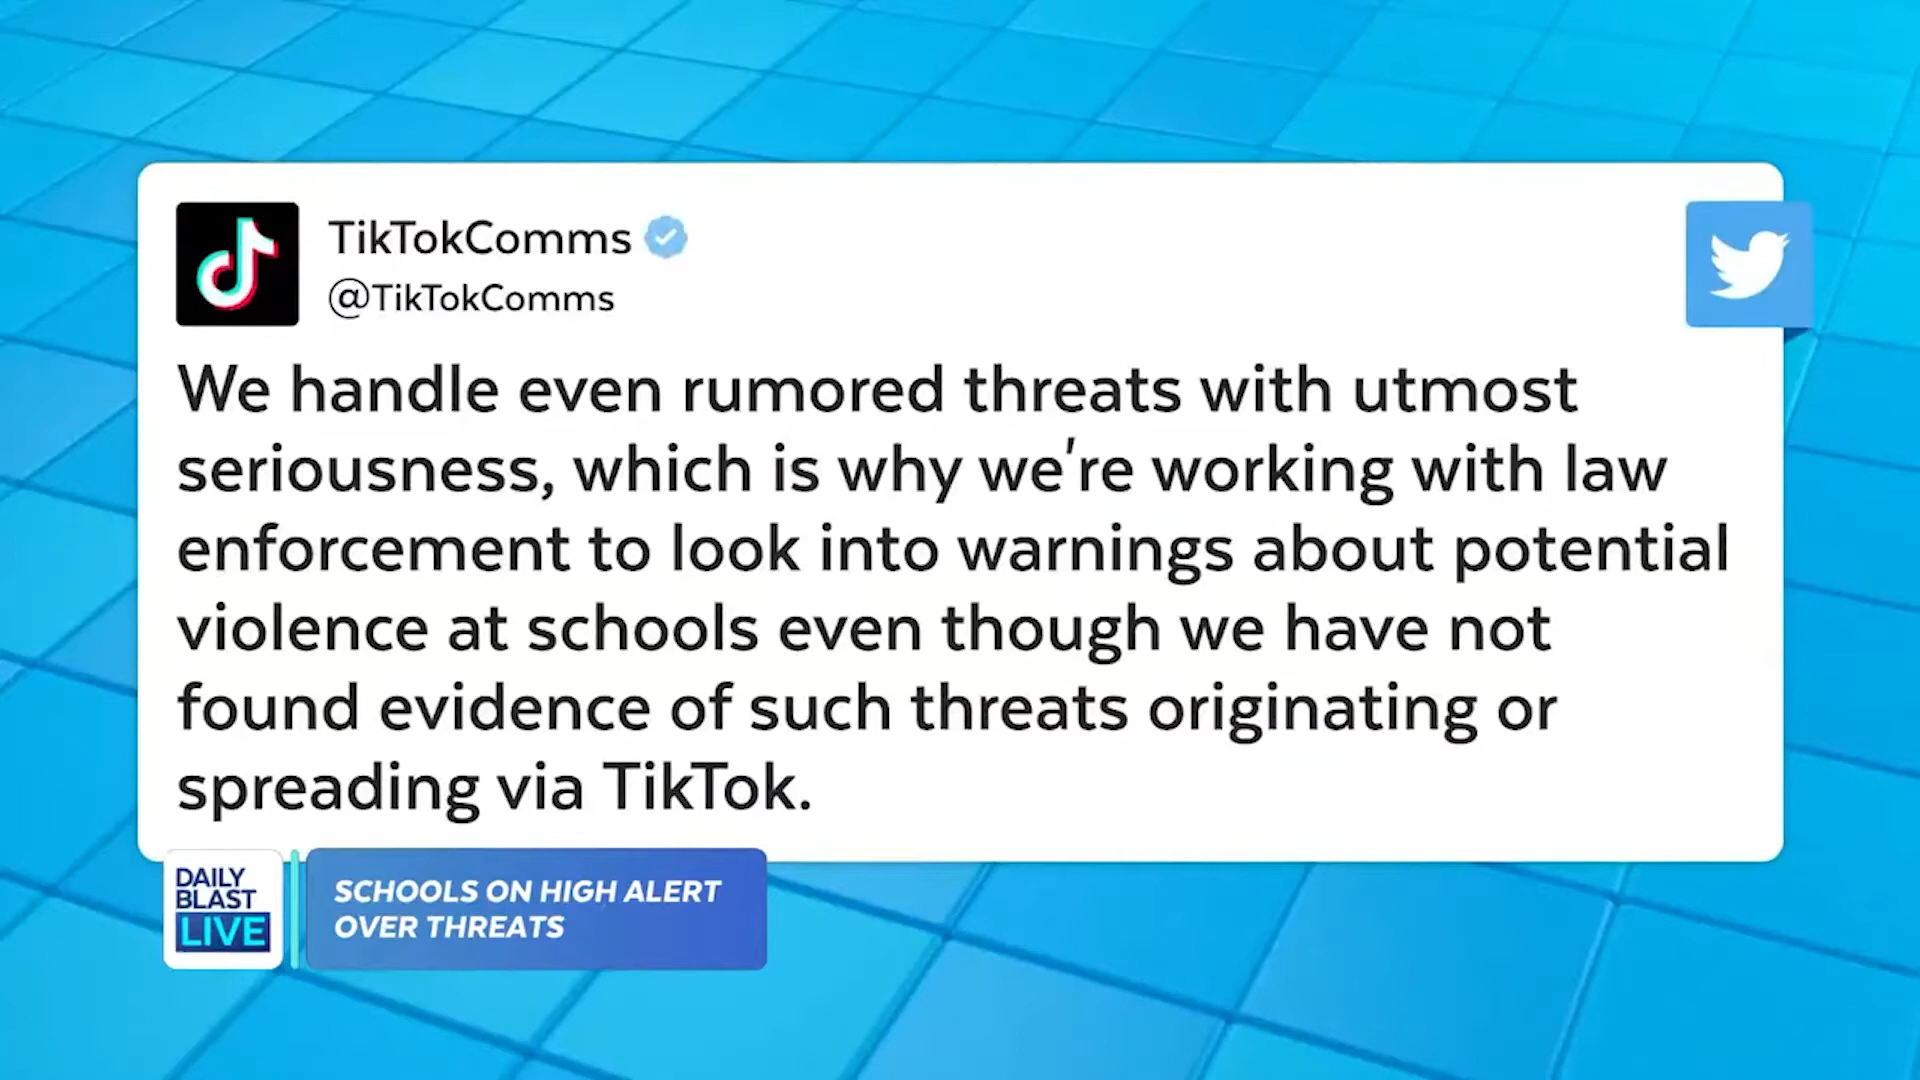 TikTokComms
@TikTokComms
We handle even rumored threats with utmost
seriousness, which is why we're working with law
enforcement to look into warnings about potential
violence at schools even though we have not
found evidence of such threats originating or
spreading via TikTok.
DAILY
BLAST
LIVE
SCHOOLS ON HIGH ALERT
OVER THREATS